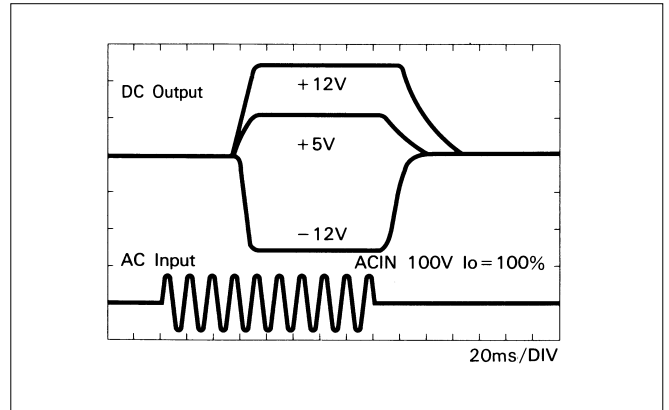 DC Output
+12V
+5V
−12V
AC Input
ACIN 100V Io=100%
20ms/DIV